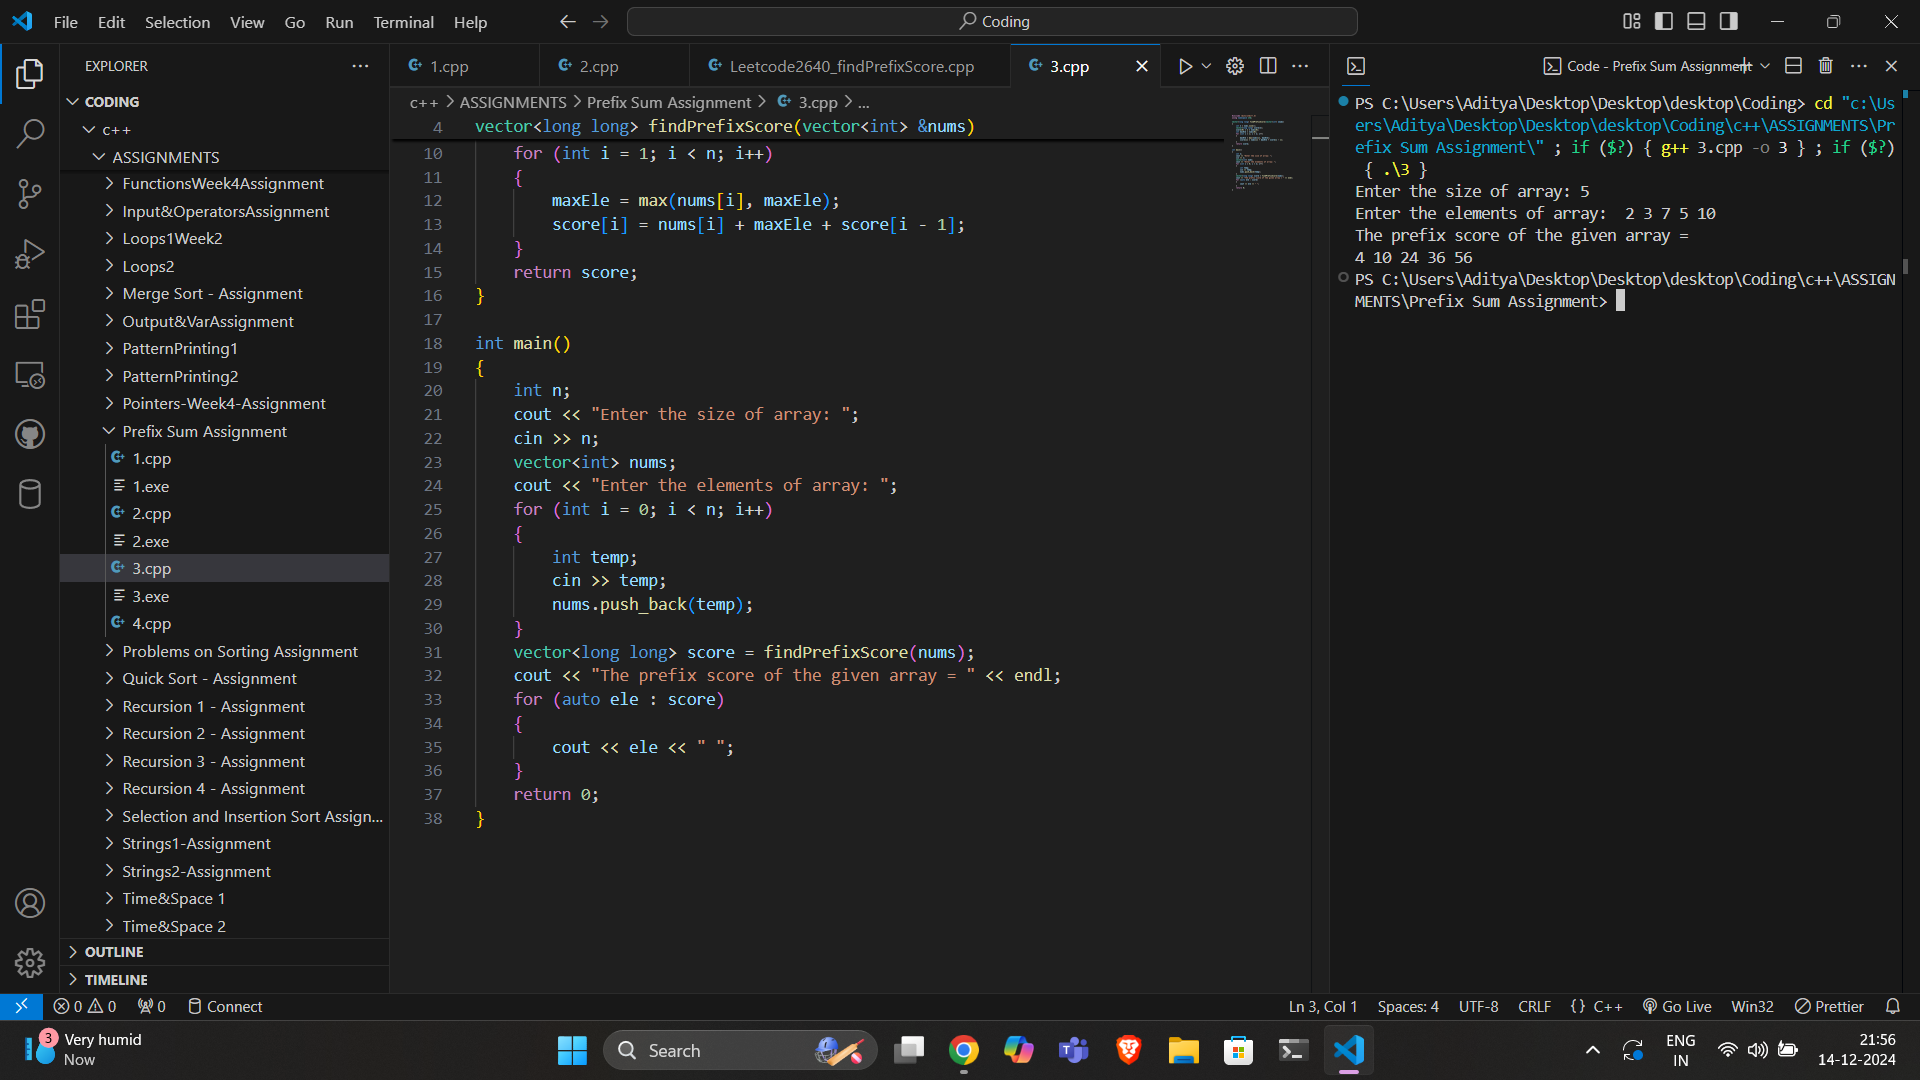 File Edit Selection View Go Run Terminal Help
Coding
EXPLORER
CODING
c++
ASSIGNMENTS
FunctionsWeek4Assignment
Input&OperatorsAssignment
Loops1Week2
Loops2
Merge Sort - Assignment
Output&VarAssignment
PatternPrinting1
PatternPrinting2
Pointers-Week4-Assignment
Prefix Sum Assignment
1.cpp
1.exe
2.cpp
2.exe
3.cpp
3.exe
4.cpp
Problems on Sorting Assignment
Quick Sort - Assignment
Recursion 1 - Assignment
Recursion 2 - Assignment
Recursion 3 - Assignment
Recursion 4 - Assignment
Selection and Insertion Sort Assign...
Strings1-Assignment
Strings2-Assignment
Time&Space 1
Time&Space 2
OUTLINE
TIMELINE
1.cpp 2.cpp Leetcode2640_findPrefixScore.cpp 3.cpp
c++ > ASSIGNMENTS > Prefix Sum Assignment > 3.cpp > ...
4 vector<long long> findPrefixScore(vector<int> &nums)
10 for (int i = 1; i < n; i++)
11 {
12 maxEle = max(nums[i], maxEle);
13 score[i] = nums[i] + maxEle + score[i - 1];
14 }
15 return score;
16 }
17
18 int main()
19 {
20 int n;
21 cout << "Enter the size of array: ";
22 cin >> n;
23 vector<int> nums;
24 cout << "Enter the elements of array: ";
25 for (int i = 0; i < n; i++)
26 {
27 int temp;
28 cin >> temp;
29 nums.push_back(temp);
30 }
31 vector<long long> score = findPrefixScore(nums);
32 cout << "The prefix score of the given array = " << endl;
33 for (auto ele : score)
34 {
35 cout << ele << " ";
36 }
37 return 0;
38 }
Code - Prefix Sum Assignment
PS C:\Users\Aditya\Desktop\Desktop\desktop\Coding> cd "c:\Us
ers\Aditya\Desktop\Desktop\desktop\Coding\c++\ASSIGNMENTS\Pr
efix Sum Assignment\" ; if ($?) { g++ 3.cpp -o 3 } ; if ($?)
{ .\3 }
Enter the size of array: 5
Enter the elements of array:  2 3 7 5 10
The prefix score of the given array =
4 10 24 36 56
PS C:\Users\Aditya\Desktop\Desktop\desktop\Coding\c++\ASSIGN
MENTS\Prefix Sum Assignment>
0 0 0 Connect
Ln 3, Col 1 Spaces: 4 UTF-8 CRLF {} C++ Go Live Win32 Prettier
3
Very humid
Now
Search
ENG
IN
21:56
14-12-2024